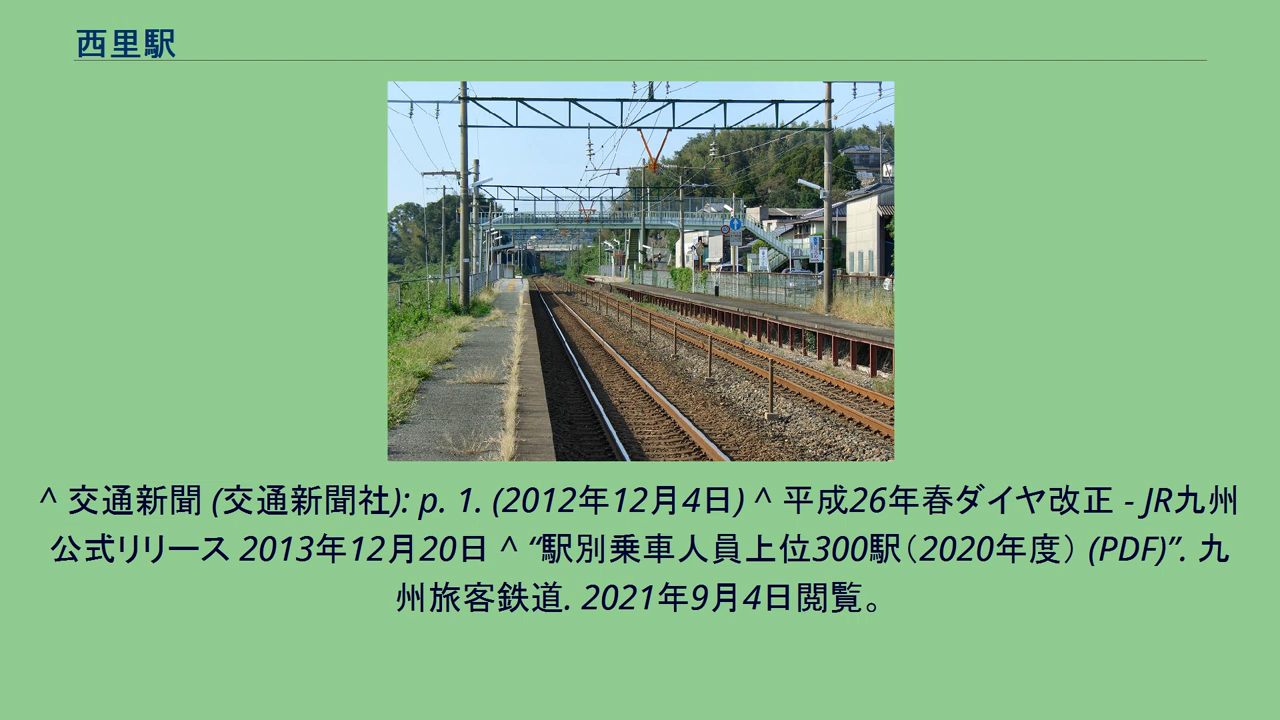 西里駅
^ 交通新聞 (交通新聞社): p. 1. (2012年12月4日) ^ 平成26年春ダイヤ改正 - JR九州
公式リリース 2013年12月20日 ^ “駅別乗車人員上位300駅（2020年度） (PDF)”. 九
州旅客鉄道. 2021年9月4日閲覧。